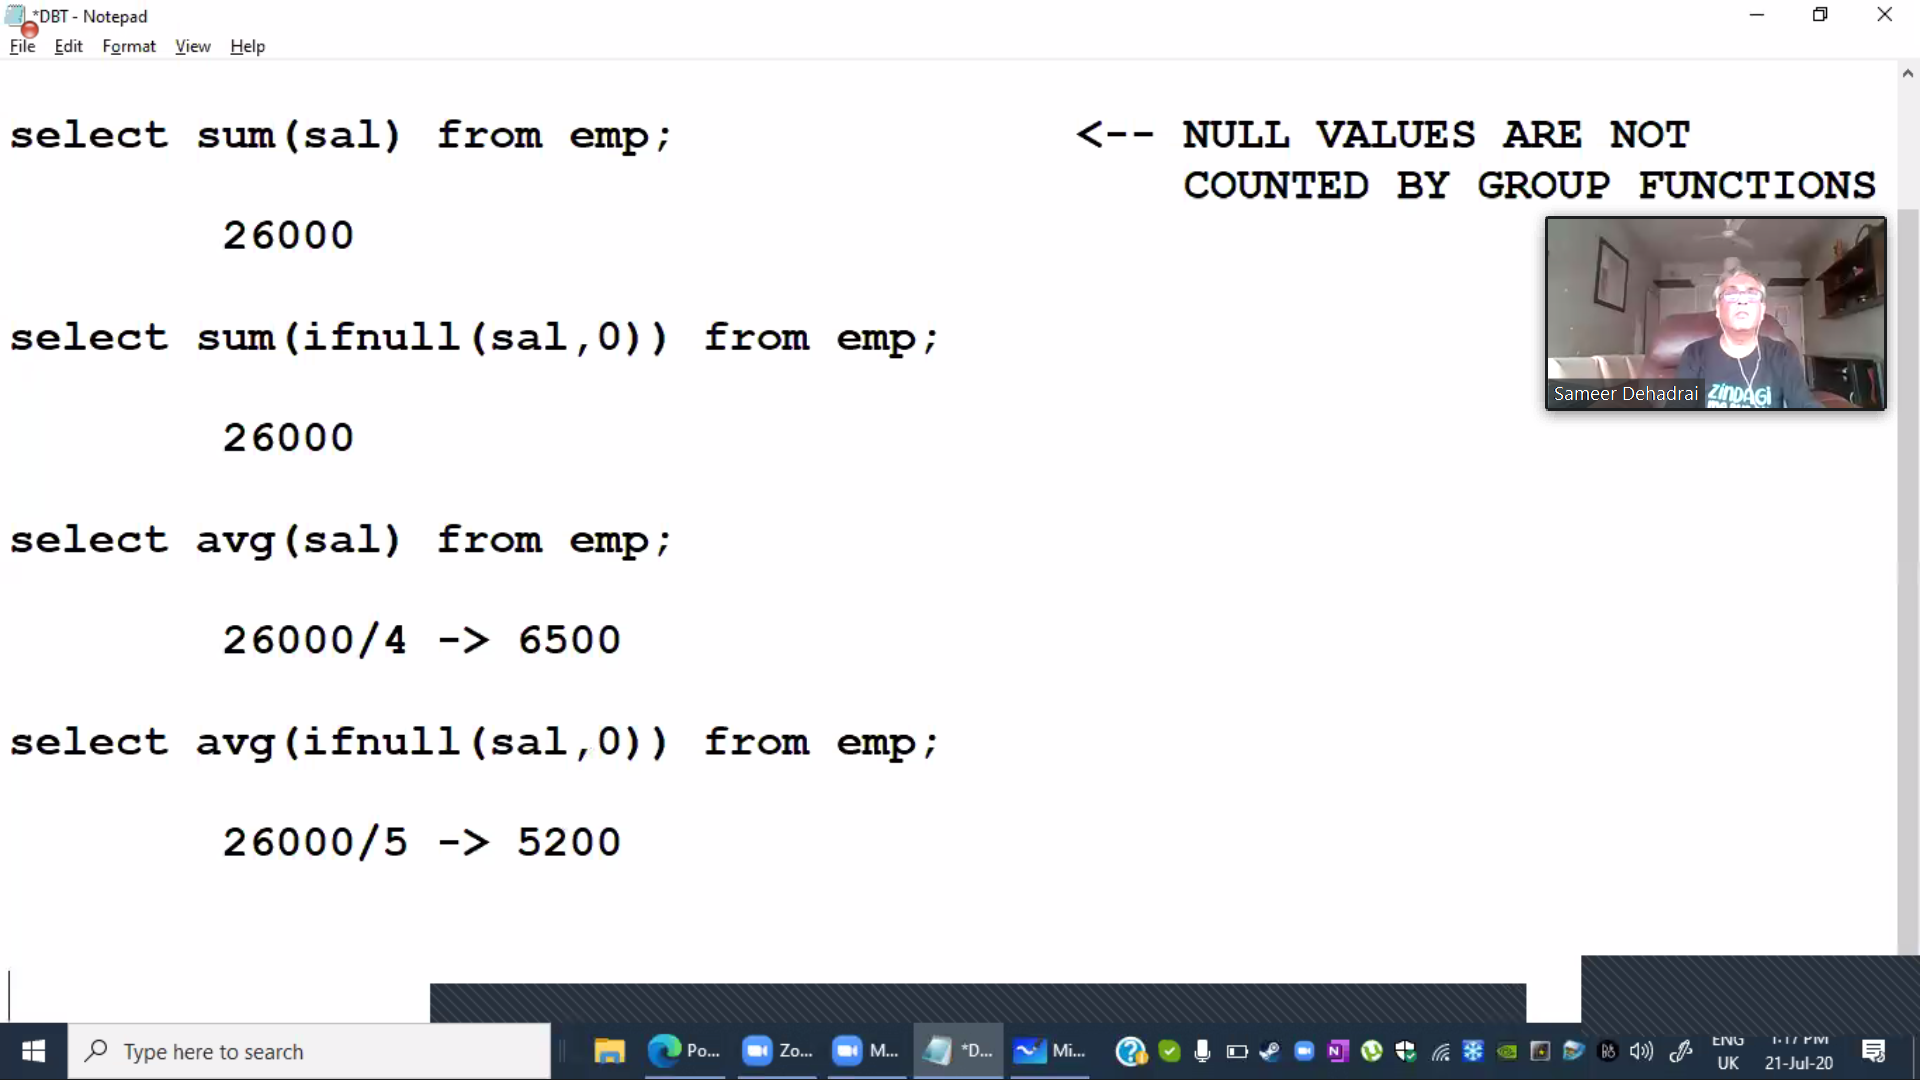 *DBT - Notepad
File Edit Format View Help
select sum(sal) from emp; <-- NULL VALUES ARE NOT
COUNTED BY GROUP FUNCTIONS
26000
select sum(ifnull(sal,0)) from emp;
26000
select avg(sal) from emp;
26000/4 -> 6500
select avg(ifnull(sal,0)) from emp;
26000/5 -> 5200
ZiNDAGI
Sameer Dehadrai
Type here to search
Po...
Zo...
M...
*D...
Mi...
ENG
UK
1:17 PM
21-Jul-20